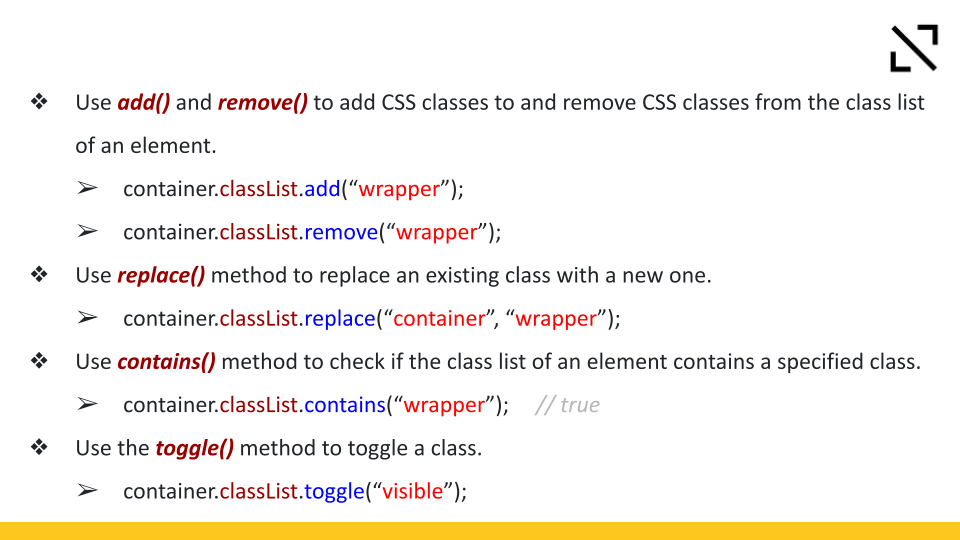 ❖ Use add() and remove() to add CSS classes to and remove CSS classes from the class list
of an element.
➢ container.classList.add(“wrapper”);
➢ container.classList.remove(“wrapper”);
❖ Use replace() method to replace an existing class with a new one.
➢ container.classList.replace(“container”, “wrapper”);
❖ Use contains() method to check if the class list of an element contains a specified class.
➢ container.classList.contains(“wrapper”); // true
❖ Use the toggle() method to toggle a class.
➢ container.classList.toggle(“visible”);